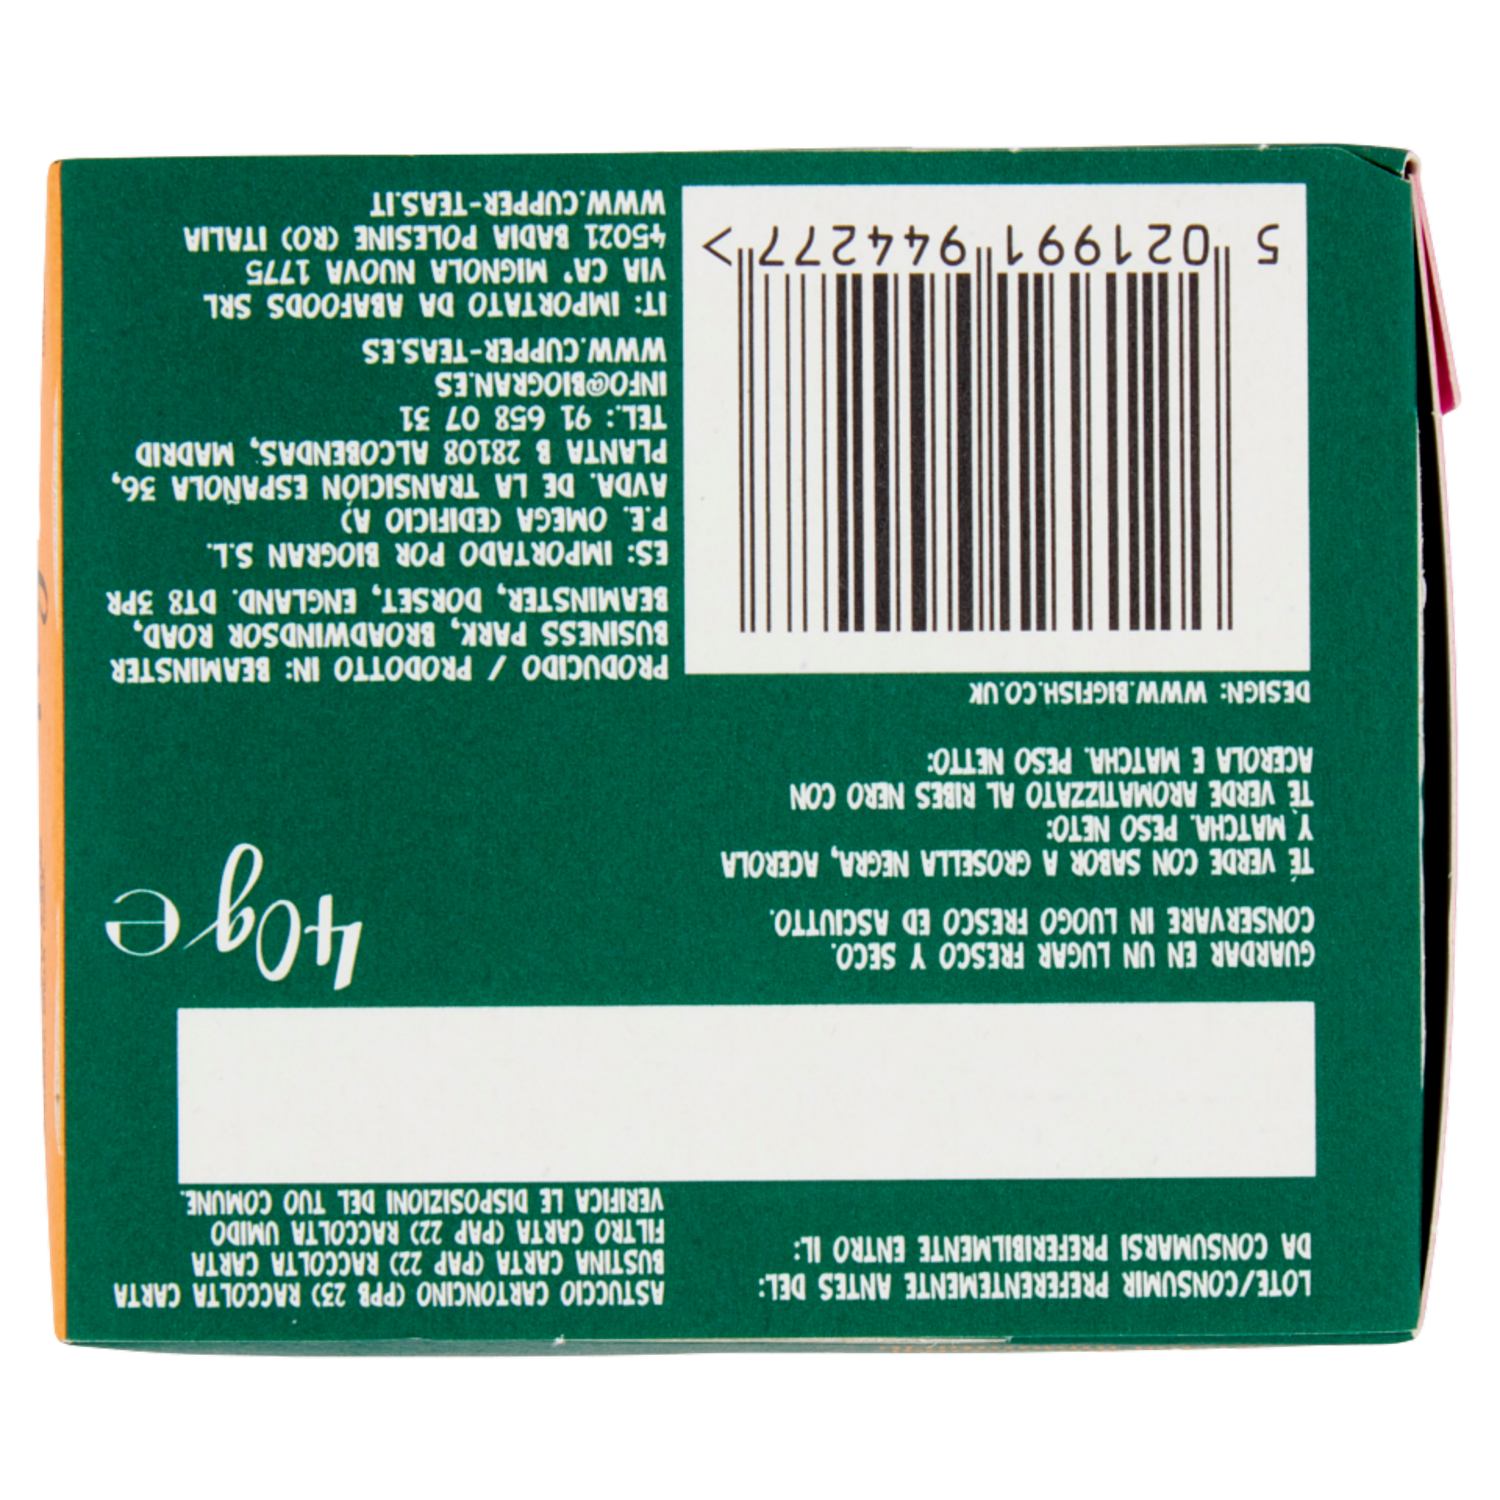 LOTE/CONSUMIR PREFERENTEMENTE ANTES DEL:
DA CONSUMARSI PREFERIBILMENTE ENTRO IL:
ASTUCCIO CARTONCINO (PPB 23) RACCOLTA CARTA
BUSTINA CARTA (PAP 22) RACCOLTA CARTA
FILTRO CARTA (PAP 22) RACCOLTA UMIDO
VERIFICA LE DISPOSIZIONI DEL TUO COMUNE.
GUARDAR EN UN LUGAR FRESCO Y SECO.
CONSERVARE IN LUOGO FRESCO ED ASCIUTTO.
TÉ VERDE CON SABOR A GROSELLA NEGRA, ACEROLA
Y MATCHA. PESO NETO:
TÈ VERDE AROMATIZZATO AL RIBES NERO CON
ACEROLA E MATCHA. PESO NETTO:
40g e
DESIGN: WWW.BIGFISH.CO.UK
5 021991 944277 >
PRODUCIDO / PRODOTTO IN: BEAMINSTER
BUSINESS PARK, BROADWINDSOR ROAD,
BEAMINSTER, DORSET, ENGLAND. DT8 3PR
ES: IMPORTADO POR BIOGRAN S.L.
P.E. OMEGA (EDIFICIO A)
AVDA. DE LA TRANSICIÓN ESPAÑOLA 36,
PLANTA B 28108 ALCOBENDAS, MADRID
TEL.: 91 658 07 31
INFO@BIOGRAN.ES
WWW.CUPPER-TEAS.ES
IT: IMPORTATO DA ABAFOODS SRL
VIA CA' MIGNOLA NUOVA 1775
45021 BADIA POLESINE (RO) ITALIA
WWW.CUPPER-TEAS.IT